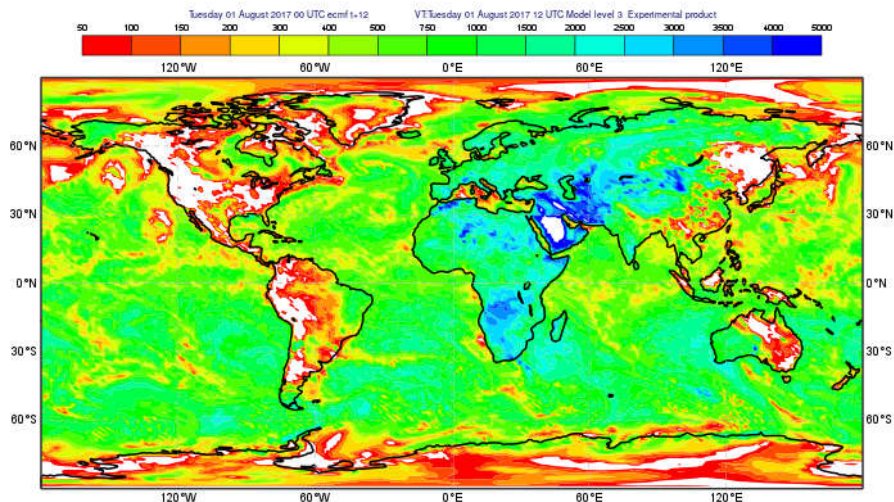 Tuesday 01 August 2017 00 UTC ecmf t+12 VT:Tuesday 01 August 2017 12 UTC Model level 3 Experimental product
50 100 150 200 300 400 500 750 1000 1500 2000 2500 3000 3500 4000 5000
120°W 60°W 0°E 60°E 120°E
60°N 60°N
30°N 30°N
0°N 0°N
30°S 30°S
60°S 60°S
120°W 60°W 0°E 60°E 120°E